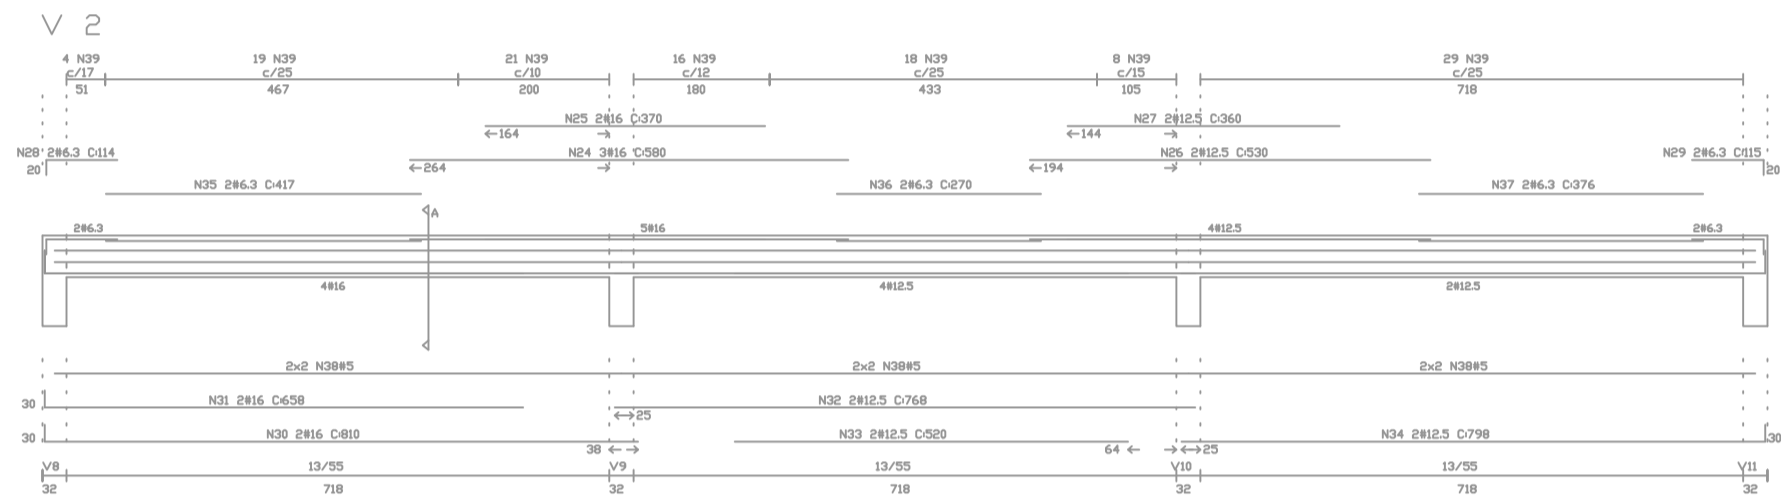 V 2
4 N39 19 N39 21 N39 16 N39 18 N39 8 N39 29 N39
c/17 c/25 c/10 c/12 c/25 c/15 c/25
51 467 200 180 433 105 718
N25 2#16 C:370 N27 2#12.5 C:360
←164 → ←144 →
N28 2#6.3 C:114 N24 3#16 C:580 N26 2#12.5 C:530 N29 2#6.3 C:115
20 ←264 → ←194 → 20
N35 2#6.3 C:417 N36 2#6.3 C:270 N37 2#6.3 C:376
A
2#6.3 5#16 4#12.5 2#6.3
4#16 4#12.5 2#12.5
2x2 N38#5 2x2 N38#5 2x2 N38#5
30 N31 2#16 C:658 N32 2#12.5 C:768
25
30 N30 2#16 C:810 N33 2#12.5 C:520 N34 2#12.5 C:798 30
38 64 25
V8 13/55 V9 13/55 V10 13/55 V11
32 718 32 718 32 718 32